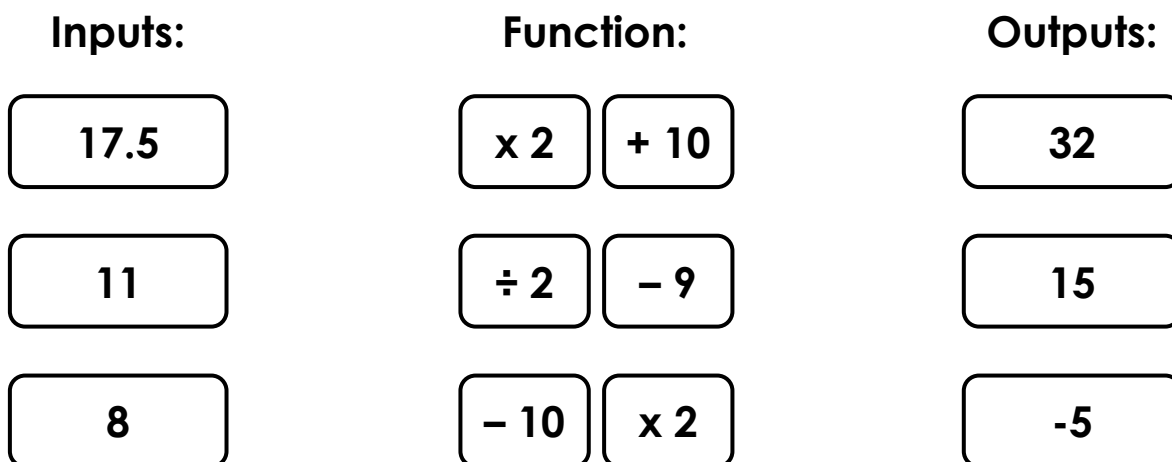 Inputs: Function: Outputs:
17.5 x 2 + 10 32
11 ÷ 2 – 9 15
8 – 10 x 2 -5